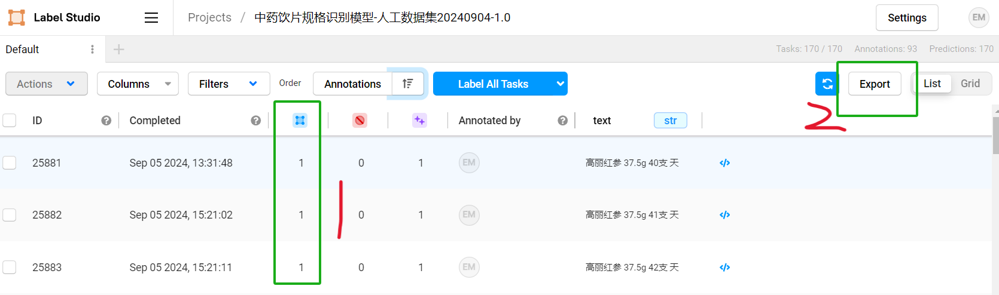 Label Studio
Projects / 中药饮片规格识别模型-人工数据集20240904-1.0
Settings
EM
Default
Tasks: 170 / 170 Annotations: 93 Predictions: 170
Actions Columns Filters Order Annotations Label All Tasks Export List Grid
2
ID Completed Annotated by text str
25881 Sep 05 2024, 13:31:48 1 0 1 EM 高丽红参 37.5g 40支 天 </>
1
25882 Sep 05 2024, 15:21:02 1 0 1 EM 高丽红参 37.5g 41支 天 </>
25883 Sep 05 2024, 15:21:11 1 0 1 EM 高丽红参 37.5g 42支 天 </>